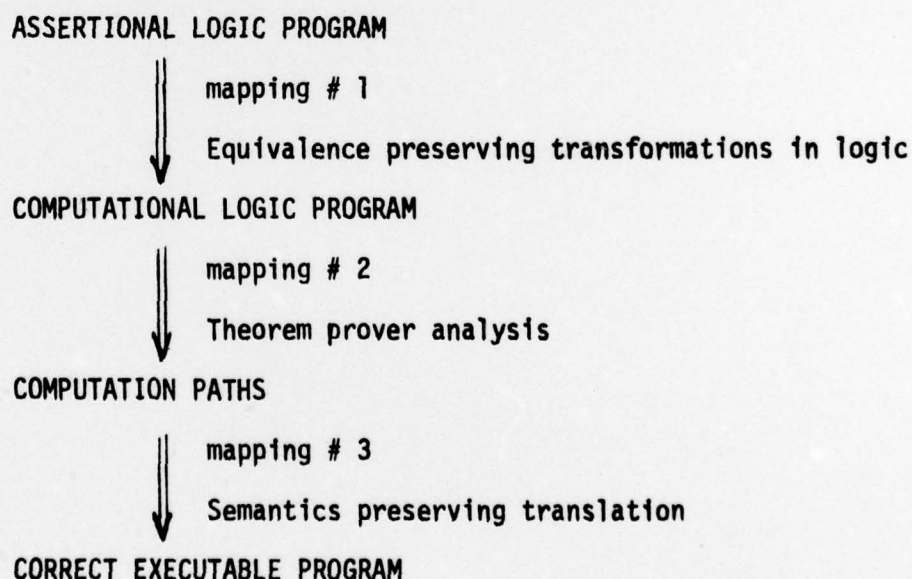 ASSERTIONAL LOGIC PROGRAM
mapping # 1
Equivalence preserving transformations in logic
COMPUTATIONAL LOGIC PROGRAM
mapping # 2
Theorem prover analysis
COMPUTATION PATHS
mapping # 3
Semantics preserving translation
CORRECT EXECUTABLE PROGRAM